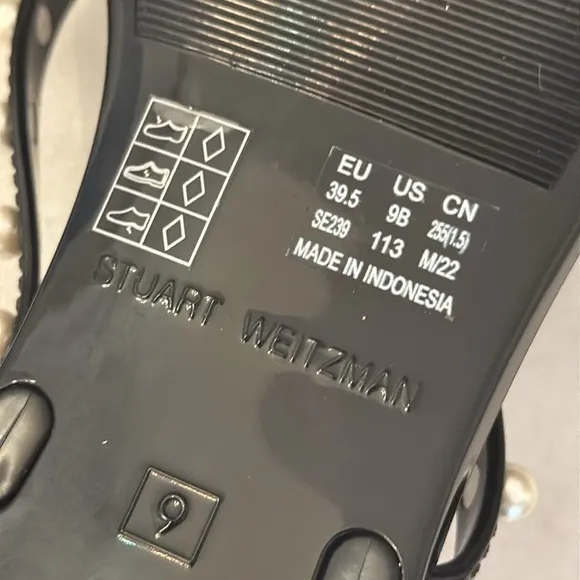 EU US CN
39.5 9B 255(1.5)
SE239 113 M/22
MADE IN INDONESIA
STUART WEITZMAN
9